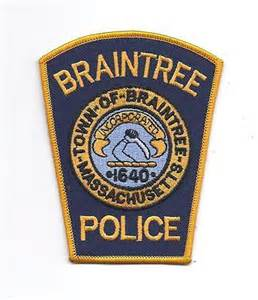 BRAINTREE
TOWN-OF-BRAINTREE-
INCORPORATED
·1640·
MASSACHUSETTS-
POLICE